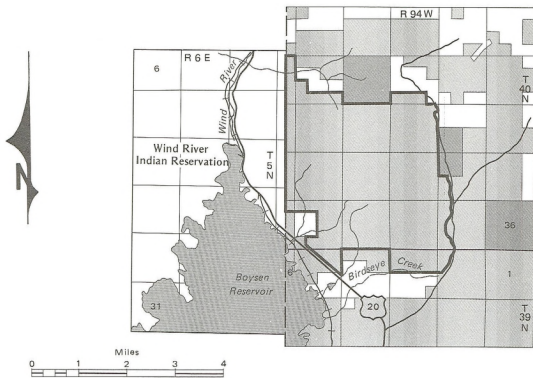 R 94 W
R 6 E
6
River
Wind
T
40
N
Wind River
Indian Reservation
T
5
N
N
36
Birdseye Creek
6
1
Boysen
Reservoir
31
20
T
39
N
Miles
0 1 2 3 4